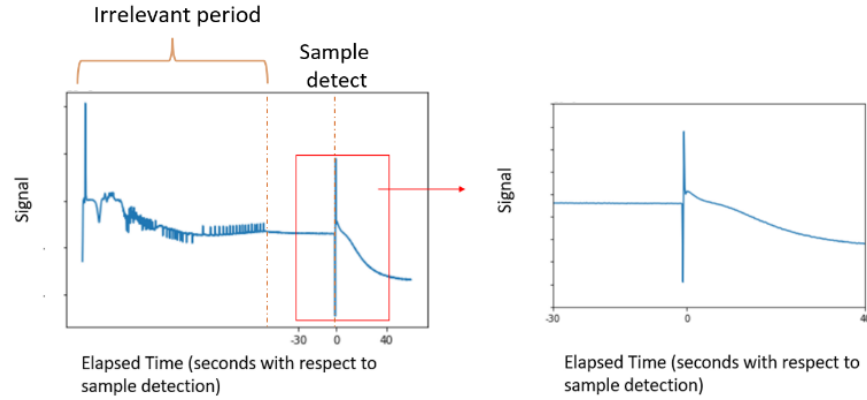 Irrelevant period
Sample
detect
Signal
-30
0
40
Elapsed Time (seconds with respect to
sample detection)
Signal
-30
0
40
Elapsed Time (seconds with respect to
sample detection)